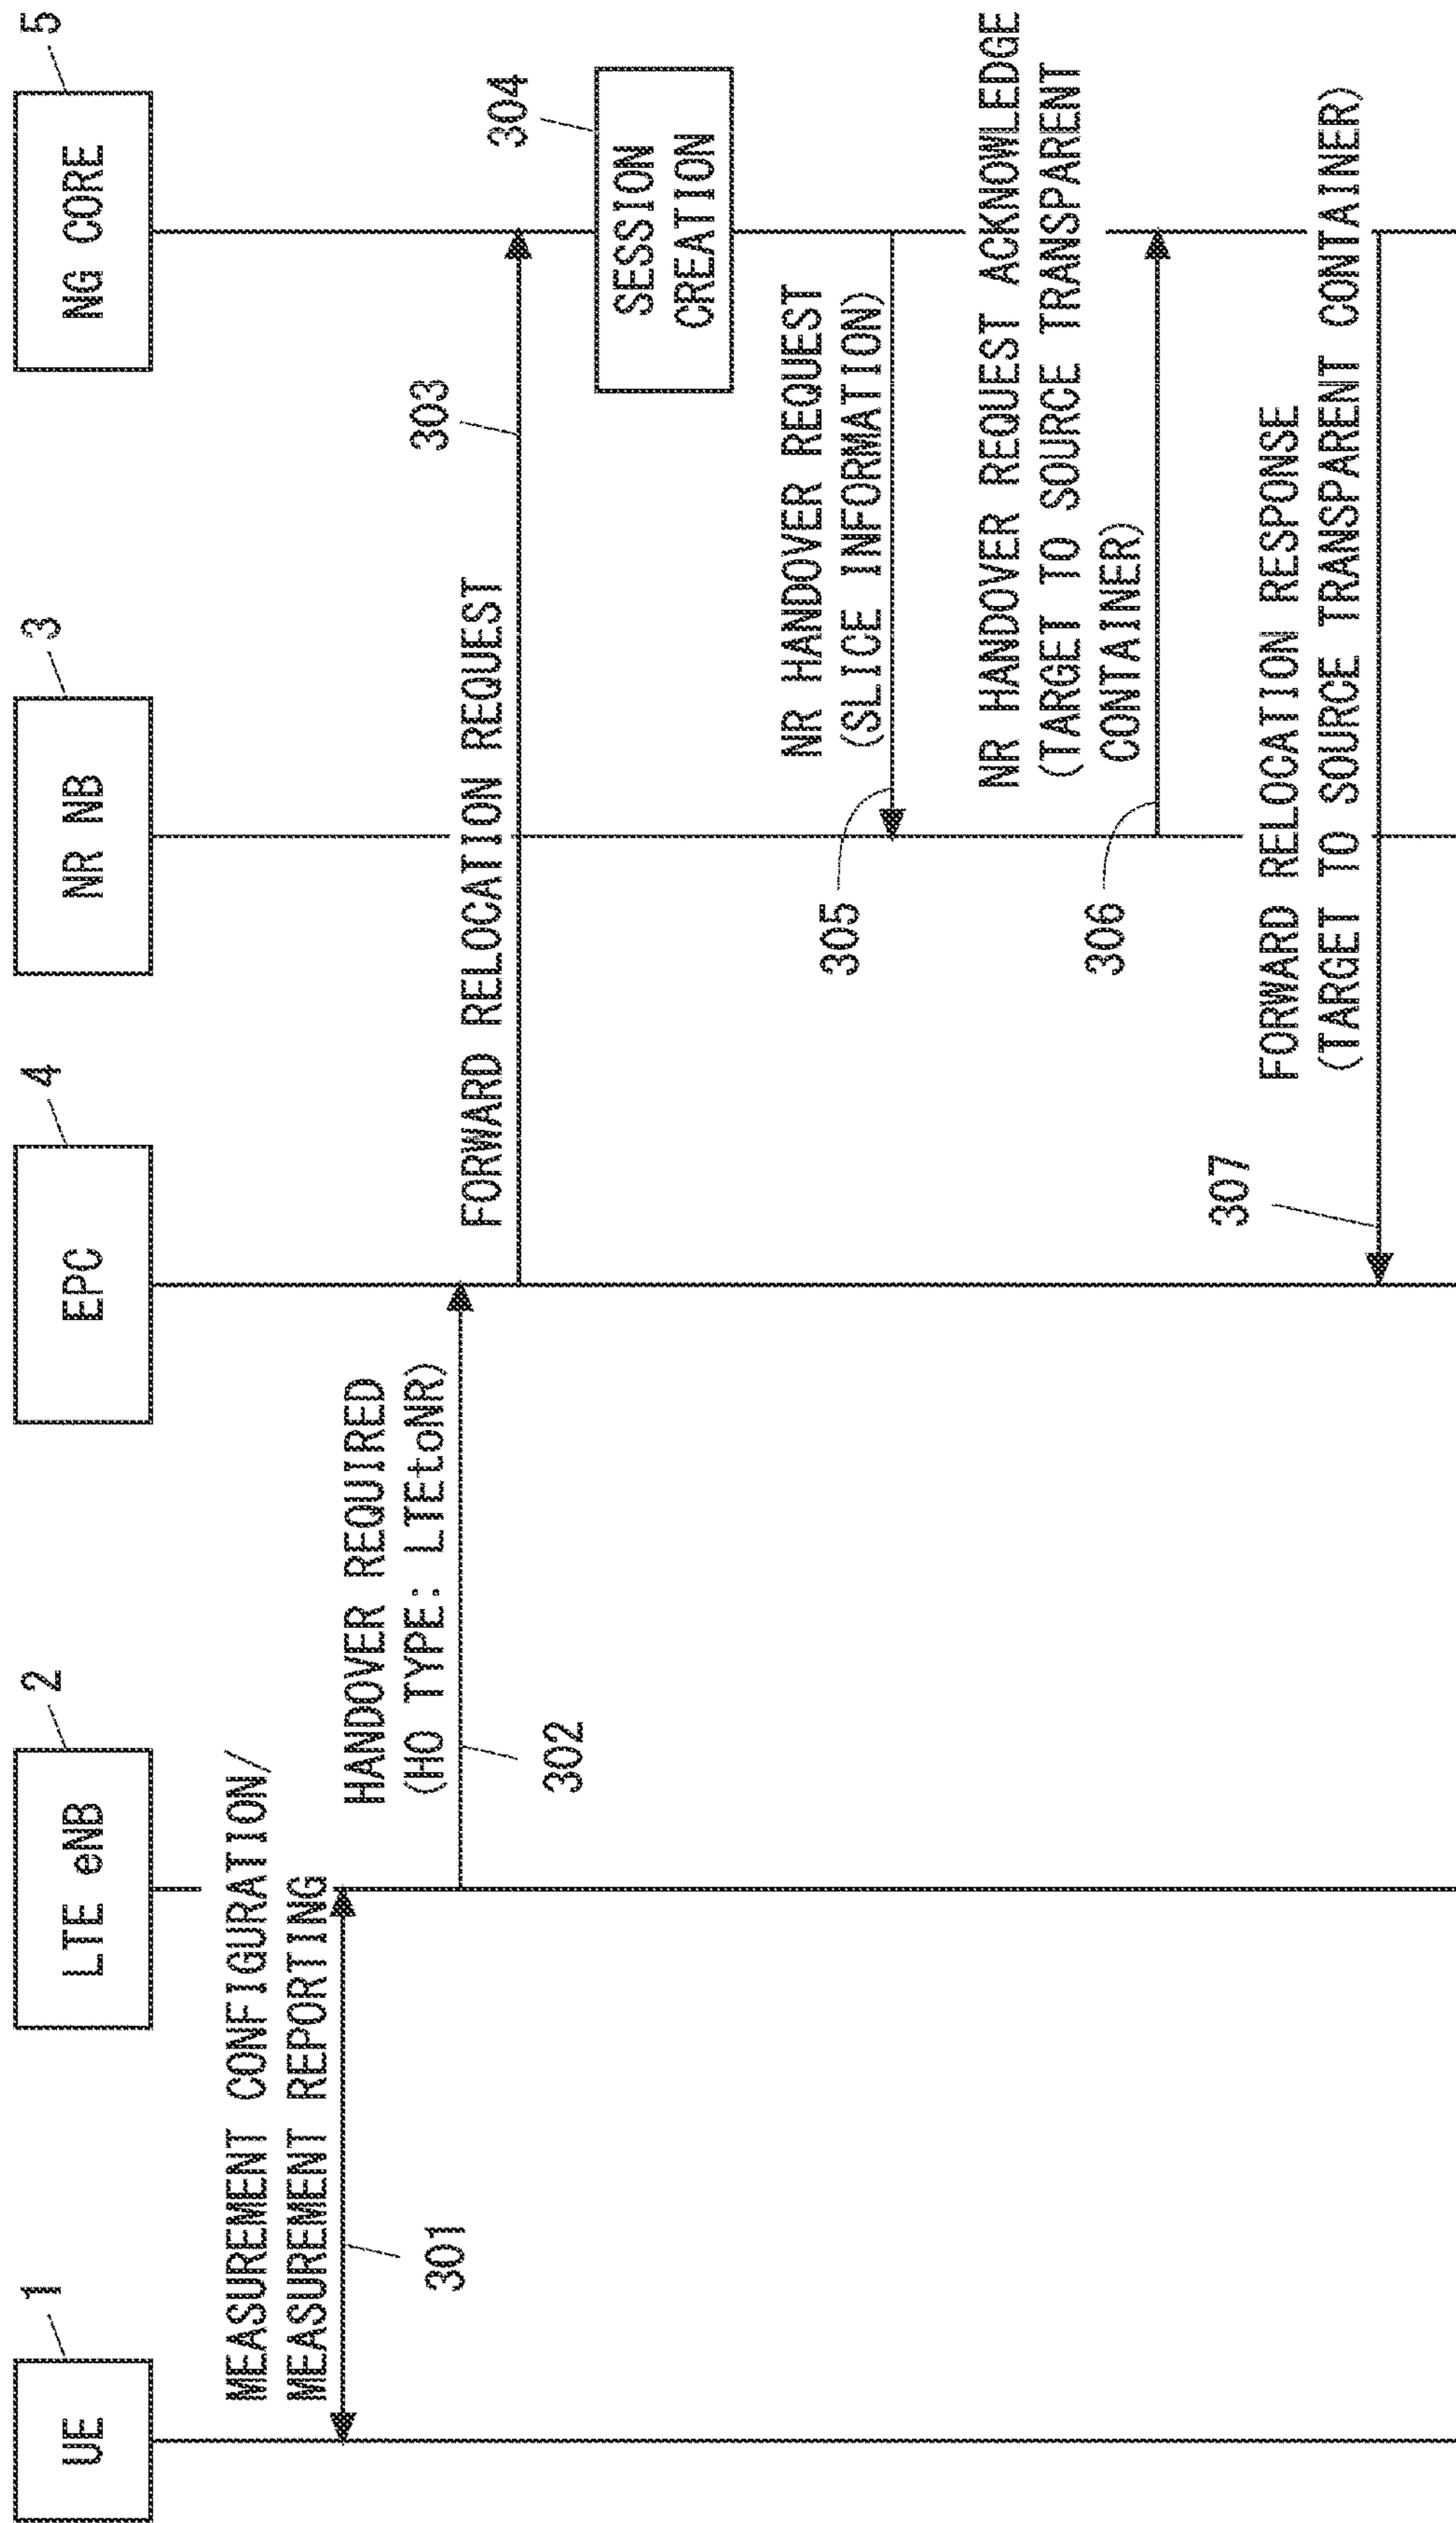 1
2
4
3
5
UE
LTE eNB
EPC
NR NB
NG CORE
MEASUREMENT CONFIGURATION/
MEASUREMENT REPORTING
301
HANDOVER REQUIRED
(HO TYPE: LTEtoNR)
302
FORWARD RELOCATION REQUEST
303
304
SESSION
CREATION
NR HANDOVER REQUEST
(SLICE INFORMATION)
305
NR HANDOVER REQUEST ACKNOWLEDGE
(TARGET TO SOURCE TRANSPARENT
CONTAINER)
306
FORWARD RELOCATION RESPONSE
(TARGET TO SOURCE TRANSPARENT CONTAINER)
307